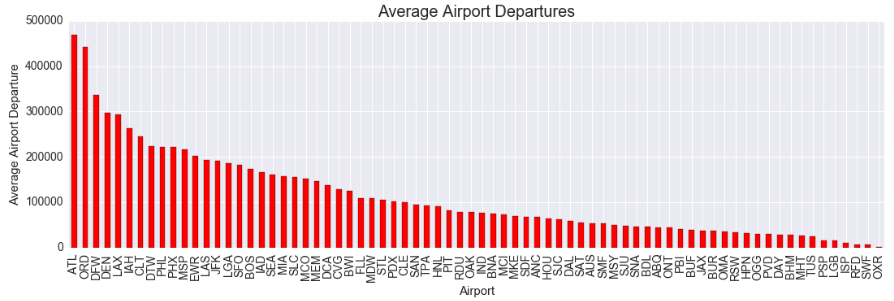 Average Airport Departures
Average Airport Departure
500000
400000
300000
200000
100000
0
ATL ORD DFW DEN LAX IAH CLT DTW PHL PHX MSP EWR LAS JFK LGA SFO BOS IAD SEA MIA SLC MCO MEM DCA CVG BWI FLL MDW STL PDX CLE SAN TPA HNL PIT RDU OAK IND BNA MCI MKE SDF ANC HOU SJC DAL SAT AUS SMF MSY SJU SNA BDL ABQ ONT PBI BUF JAX BUR OMA RSW HPN OGG PVD DAY BHM MHT TUS PSP LGB ISP RFD SWF OXR
Airport